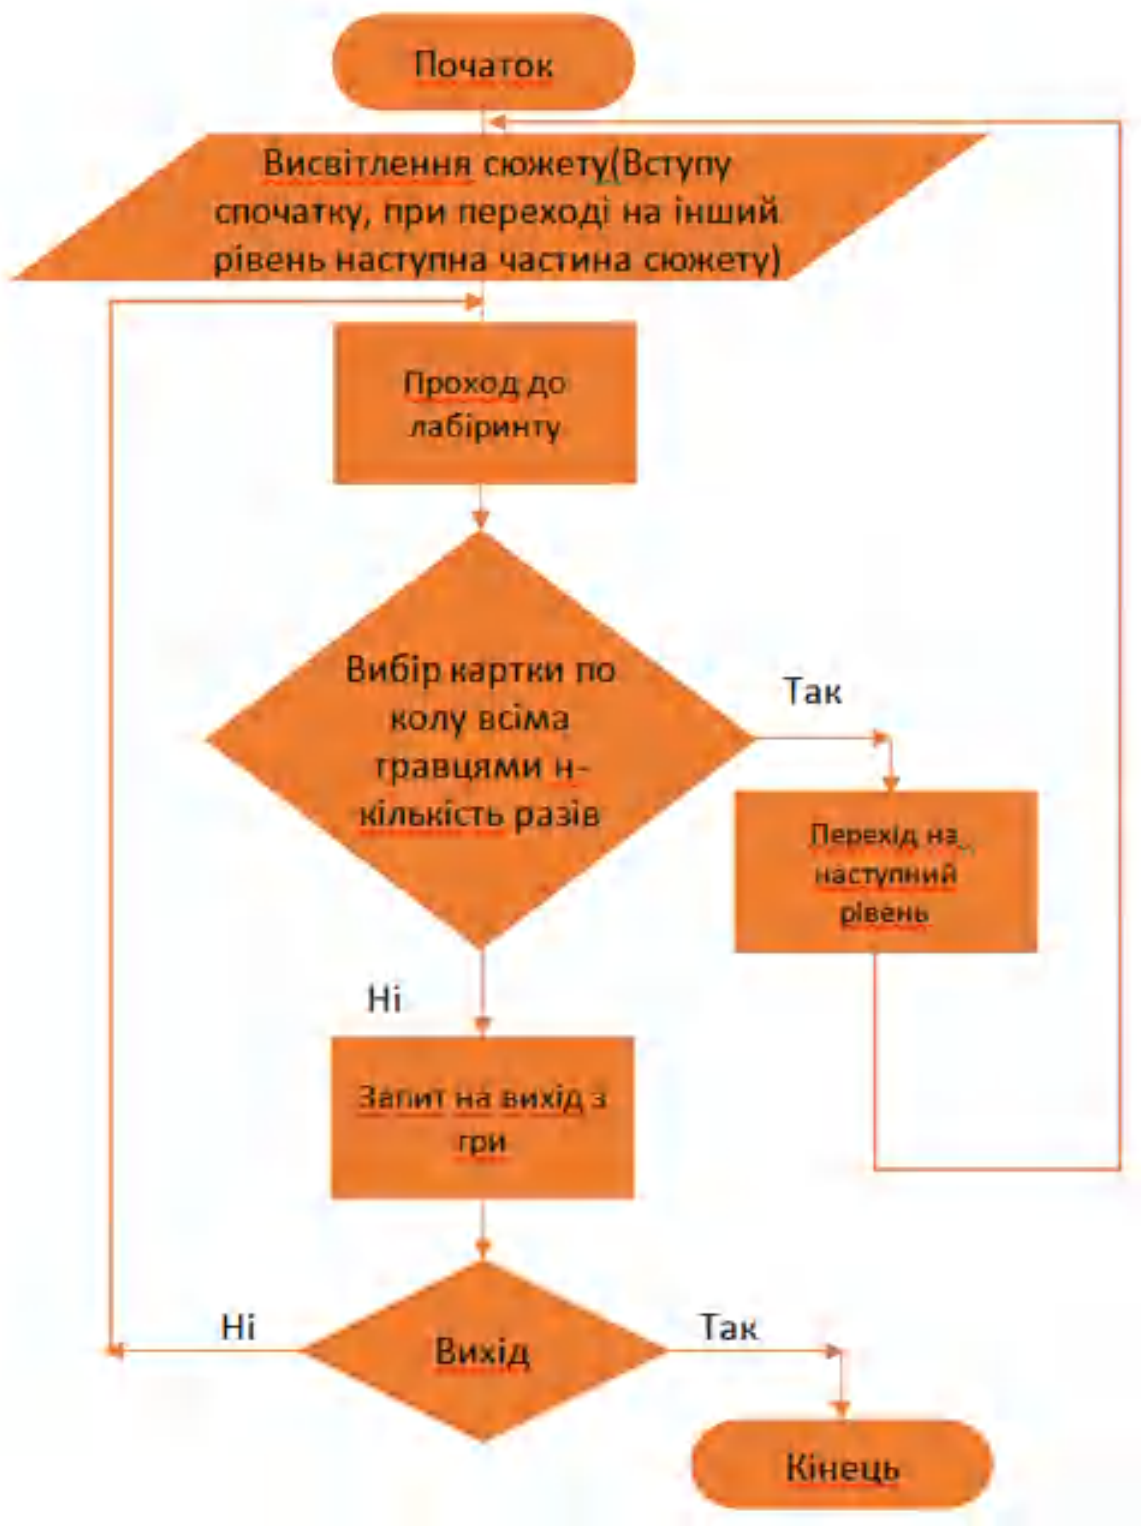 Початок
Висвітлення сюжету(Вступу
спочатку, при переході на інший
рівень наступна частина сюжету)
Проход до
лабіринту
Вибір картки по
колу всіма
гравцями н-
кількість разів
Так
Перехід на
наступний
рівень
Ні
Запит на вихід з
гри
Ні
Вихід
Так
Кінець